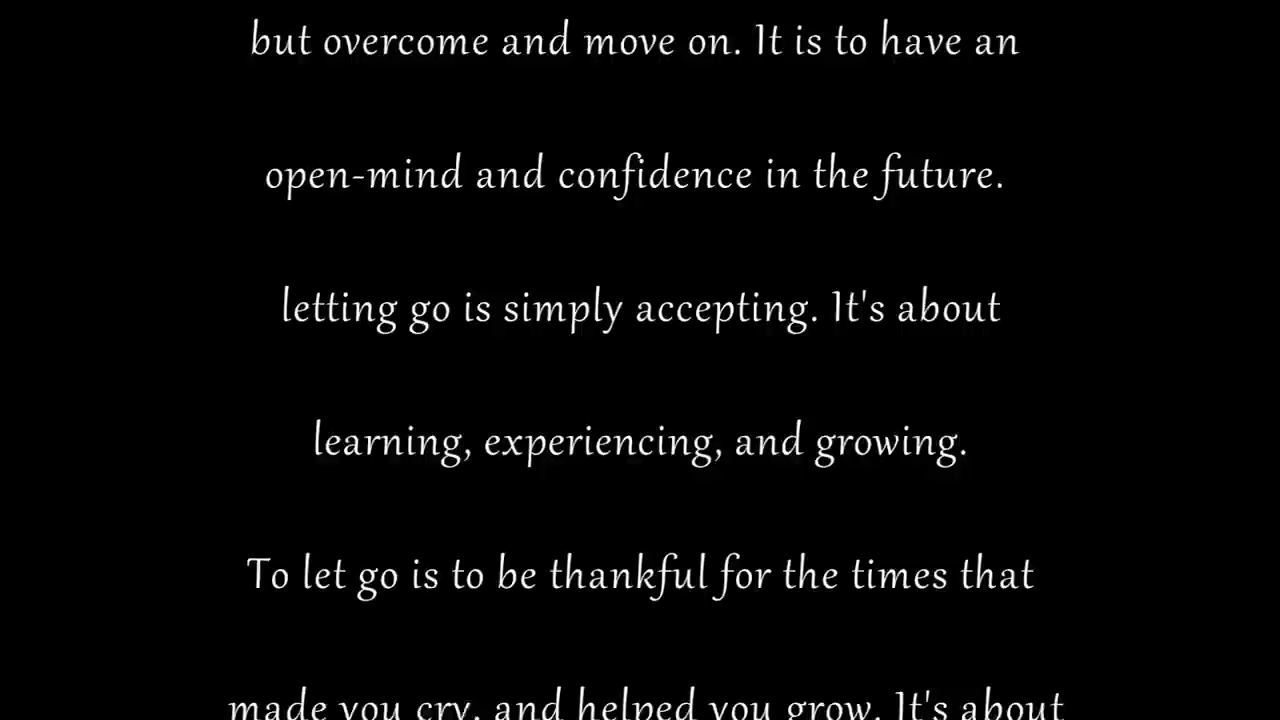 but overcome and move on. It is to have an
open-mind and confidence in the future.
letting go is simply accepting. It's about
learning, experiencing, and growing.
To let go is to be thankful for the times that
made you cry, and helped you grow. It's about